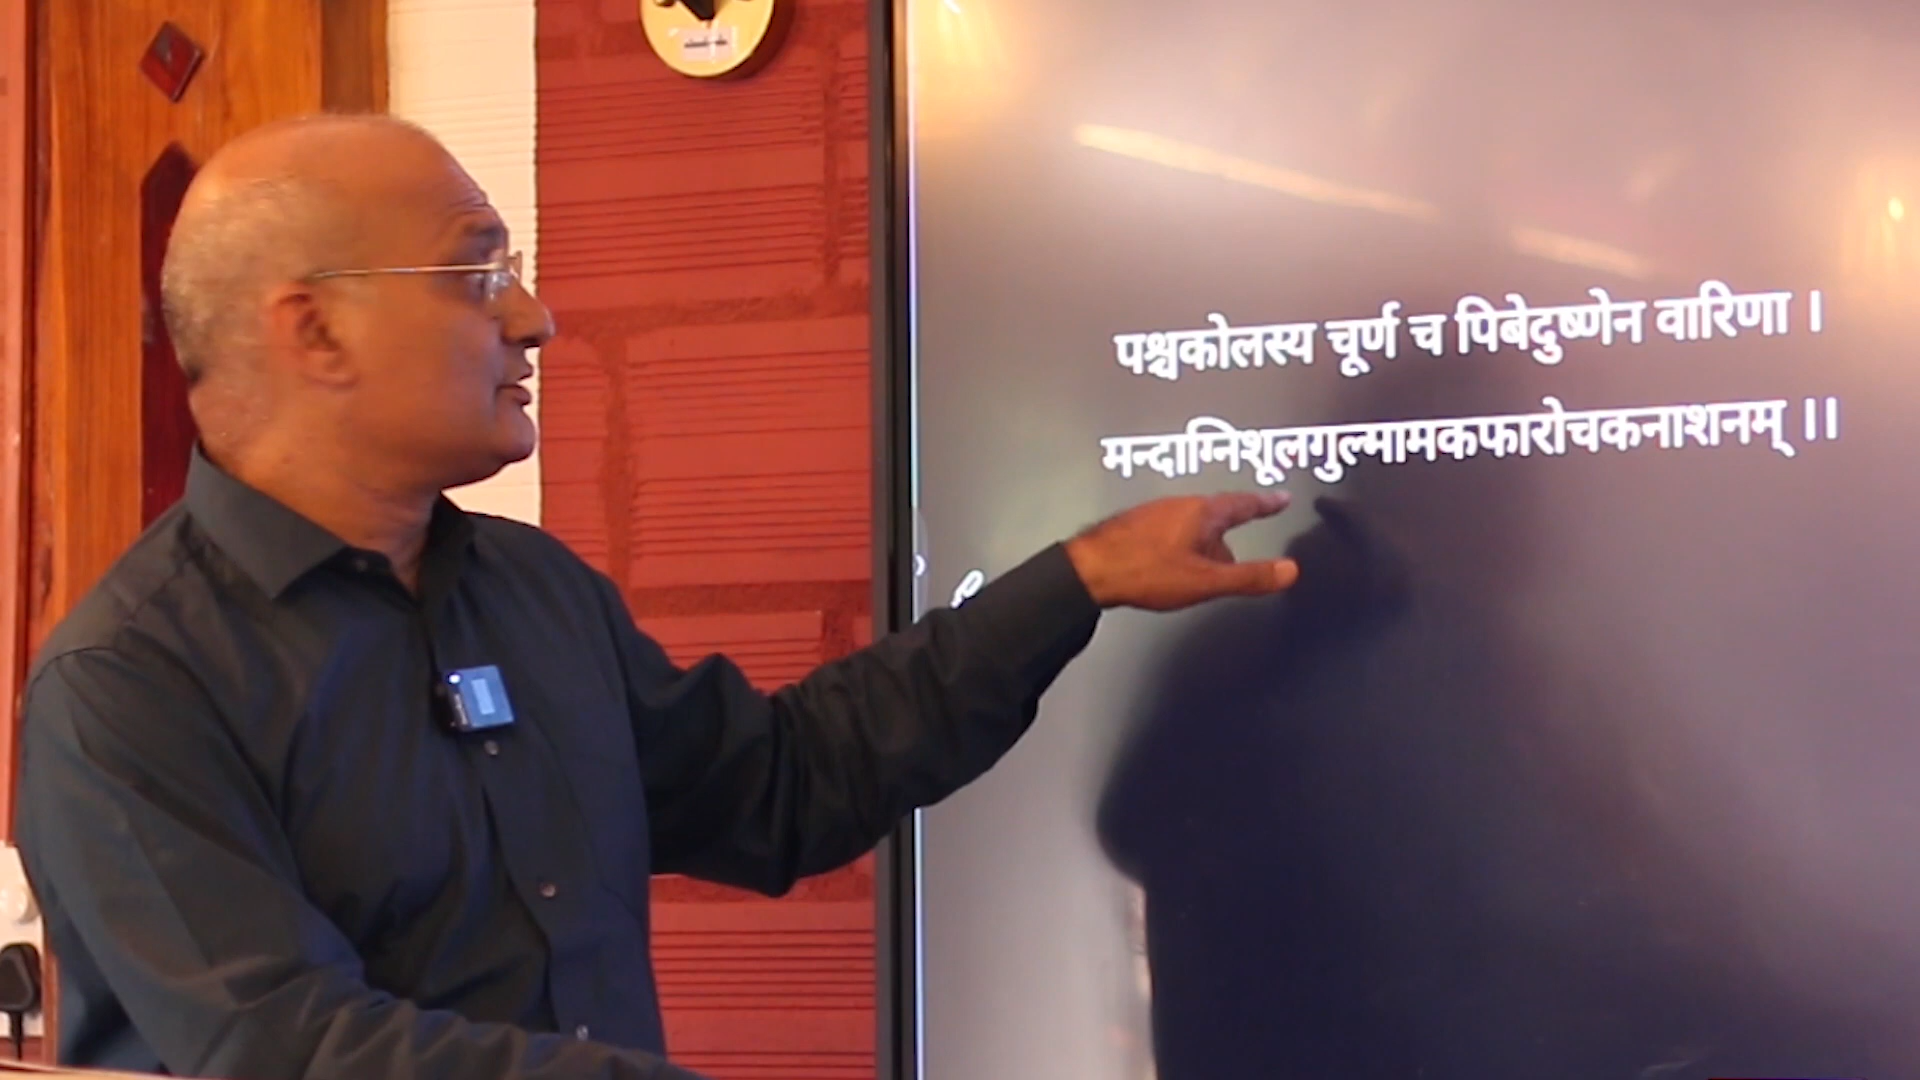 पञ्चकोलस्य चूर्ण च पिबेदुष्णेन वारिणा ।
मन्दाग्निशूलगुल्मामकफारोचकनाशनम् ।।